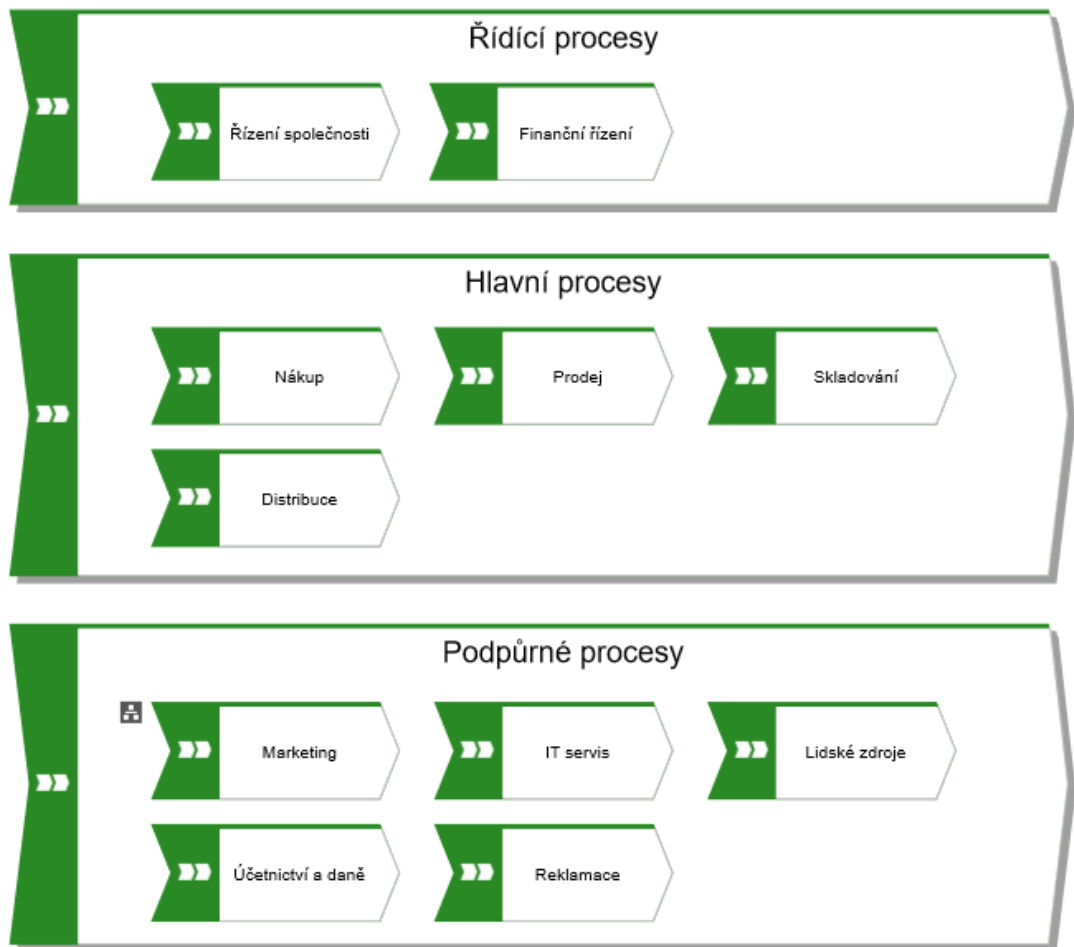 Řídící procesy
Řízení společnosti
Finanční řízení
Hlavní procesy
Nákup
Prodej
Skladování
Distribuce
Podpůrné procesy
Marketing
IT servis
Lidské zdroje
Účetnictví a daně
Reklamace